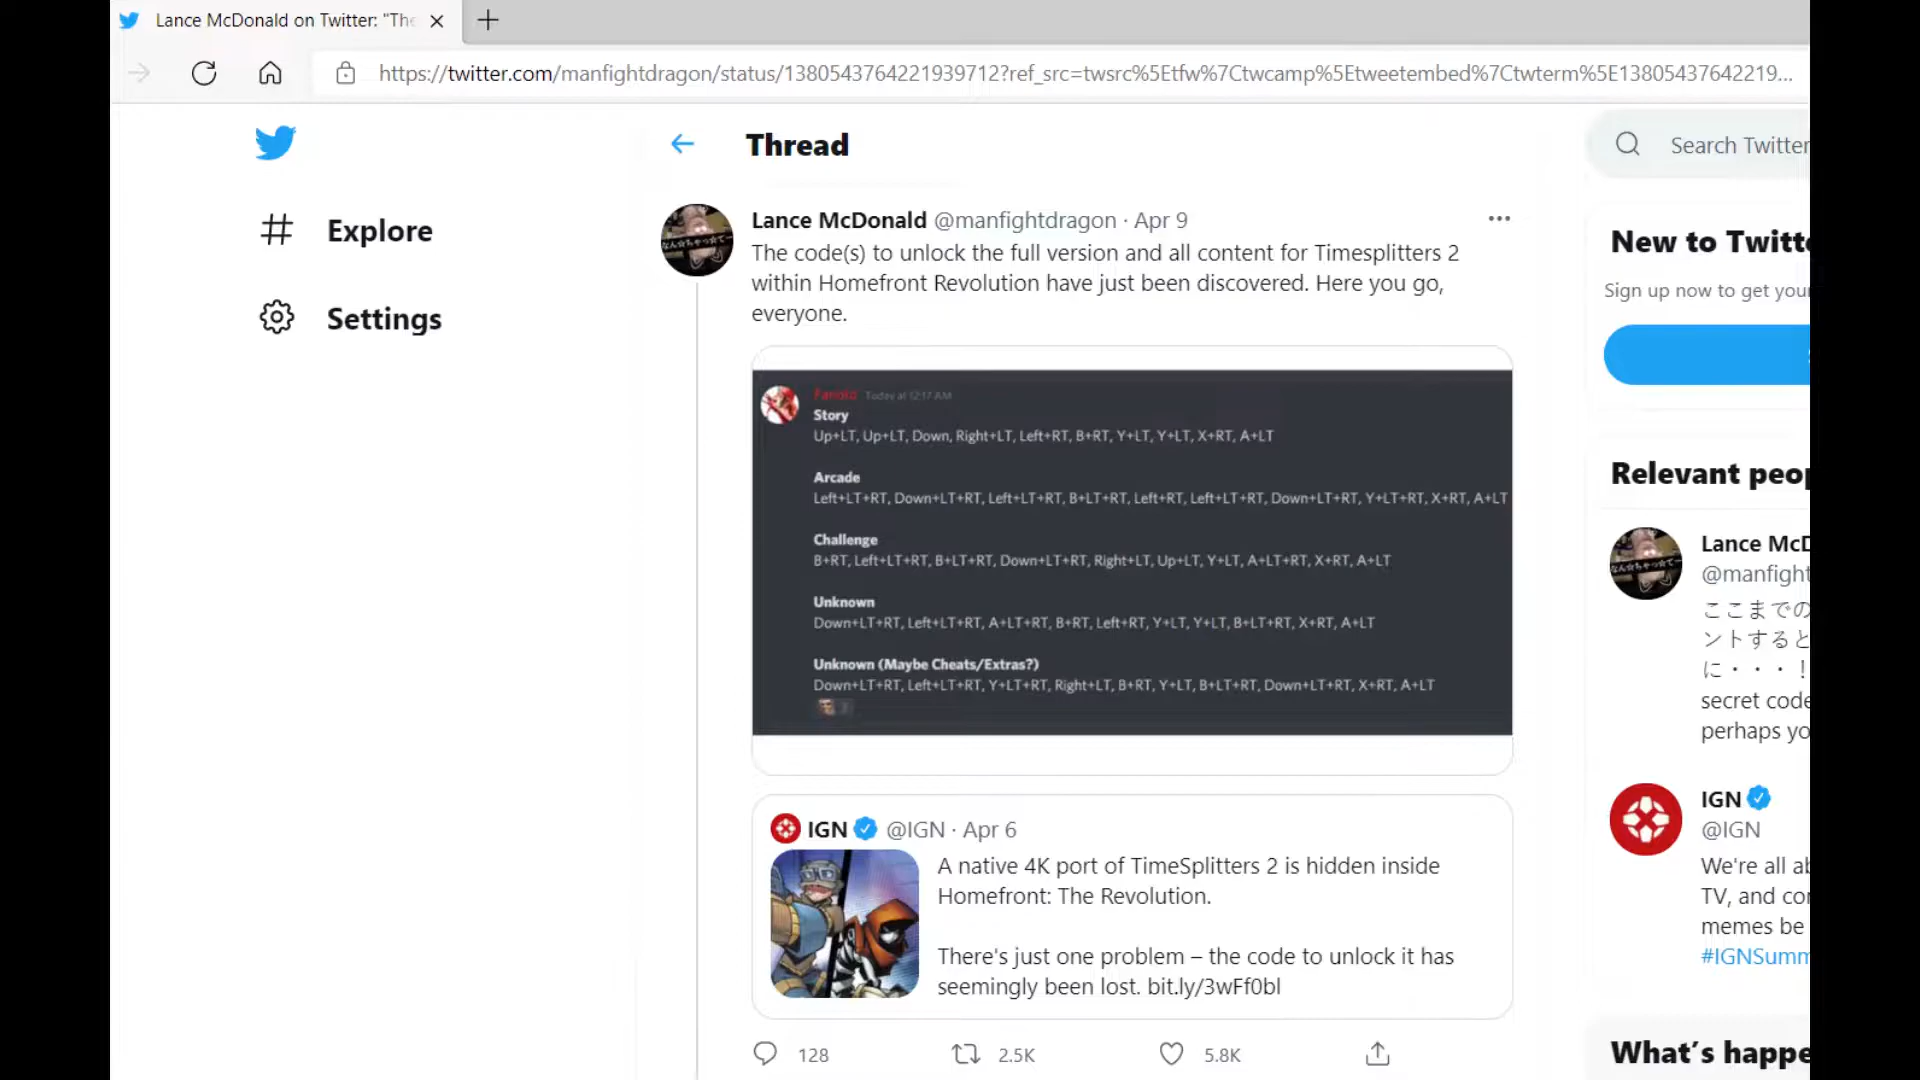 Lance McDonald on Twitter: "The
https://twitter.com/manfightdragon/status/1380543764221939712?ref_src=twsrc%5Etfw%7Ctwcamp%5Etweetembed%7Ctwterm%5E13805437642219...
Thread
Search Twitter
Explore
Settings
Lance McDonald @manfightdragon · Apr 9
The code(s) to unlock the full version and all content for Timesplitters 2
within Homefront Revolution have just been discovered. Here you go,
everyone.
Today at 12:17 AM
Story
Up+LT, Up+LT, Down, Right+LT, Left+RT, B+RT, Y+LT, Y+LT, X+RT, A+LT
Arcade
Left+LT+RT, Down+LT+RT, Left+LT+RT, B+LT+RT, Left+RT, Left+LT+RT, Down+LT+RT, Y+LT+RT, X+RT, A+LT
Challenge
B+RT, Left+LT+RT, B+LT+RT, Down+LT+RT, Right+LT, Up+LT, Y+LT, A+LT+RT, X+RT, A+LT
Unknown
Down+LT+RT, Left+LT+RT, A+LT+RT, B+RT, Left+RT, Y+LT, Y+LT, B+LT+RT, X+RT, A+LT
Unknown (Maybe Cheats/Extras?)
Down+LT+RT, Left+LT+RT, Y+LT+RT, Right+LT, B+RT, Y+LT, B+LT+RT, Down+LT+RT, X+RT, A+LT
IGN @IGN · Apr 6
A native 4K port of TimeSplitters 2 is hidden inside
Homefront: The Revolution.
There's just one problem – the code to unlock it has
seemingly been lost. bit.ly/3wFf0bl
128
2.5K
5.8K
New to Twitte
Sign up now to get your
Relevant peop
Lance McD
@manfight
ここまでの
ントすると
に・・・!
secret code
perhaps yo
IGN
@IGN
We're all ab
TV, and cor
memes be
#IGNSumm
What's happe